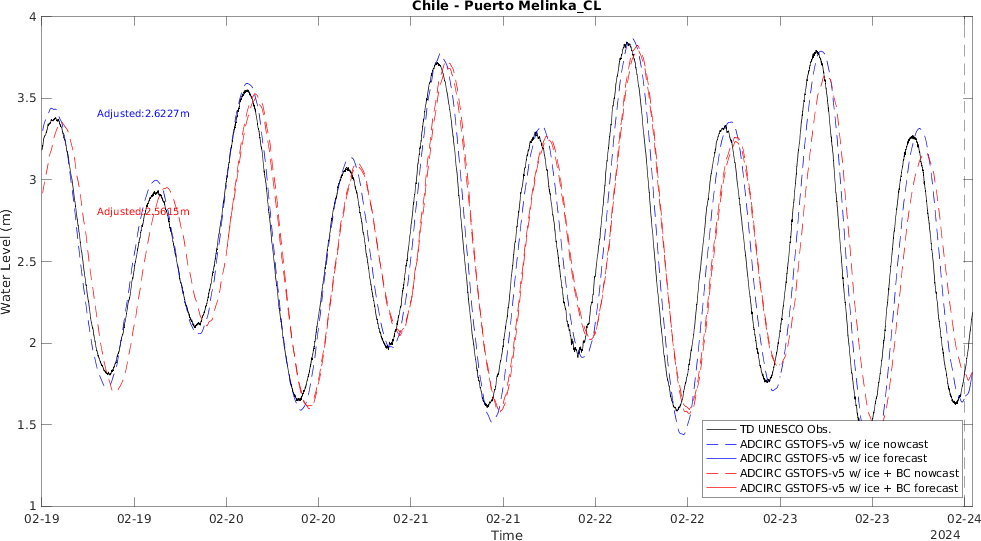 Chile - Puerto Melinka_CL
4
3.5
3
2.5
2
1.5
1
Water Level (m)
Adjusted:2.6227m
Adjusted:2.5615m
TD UNESCO Obs.
ADCIRC GSTOFS-v5 w/ ice nowcast
ADCIRC GSTOFS-v5 w/ ice forecast
ADCIRC GSTOFS-v5 w/ ice + BC nowcast
ADCIRC GSTOFS-v5 w/ ice + BC forecast
02-19 02-19 02-20 02-20 02-21 02-21 02-22 02-22 02-23 02-23 02-24
Time
2024